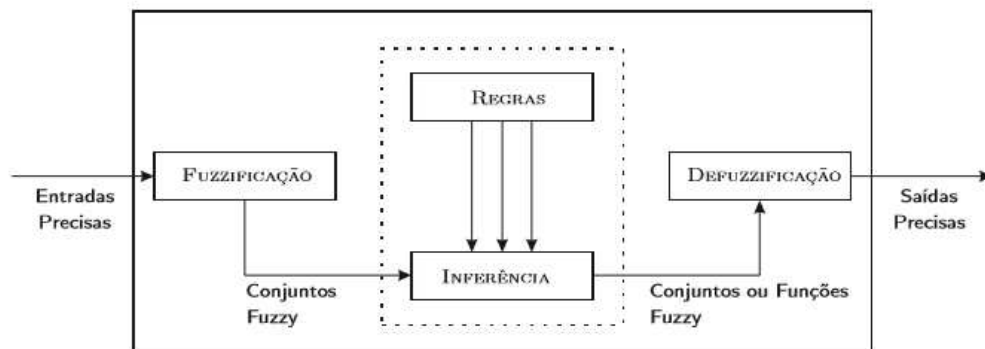 REGRAS
FUZZIFICAÇÃO
DEFUZZIFICAÇÃO
Entradas
Precisas
Saídas
Precisas
INFERÊNCIA
Conjuntos
Fuzzy
Conjuntos ou Funções
Fuzzy